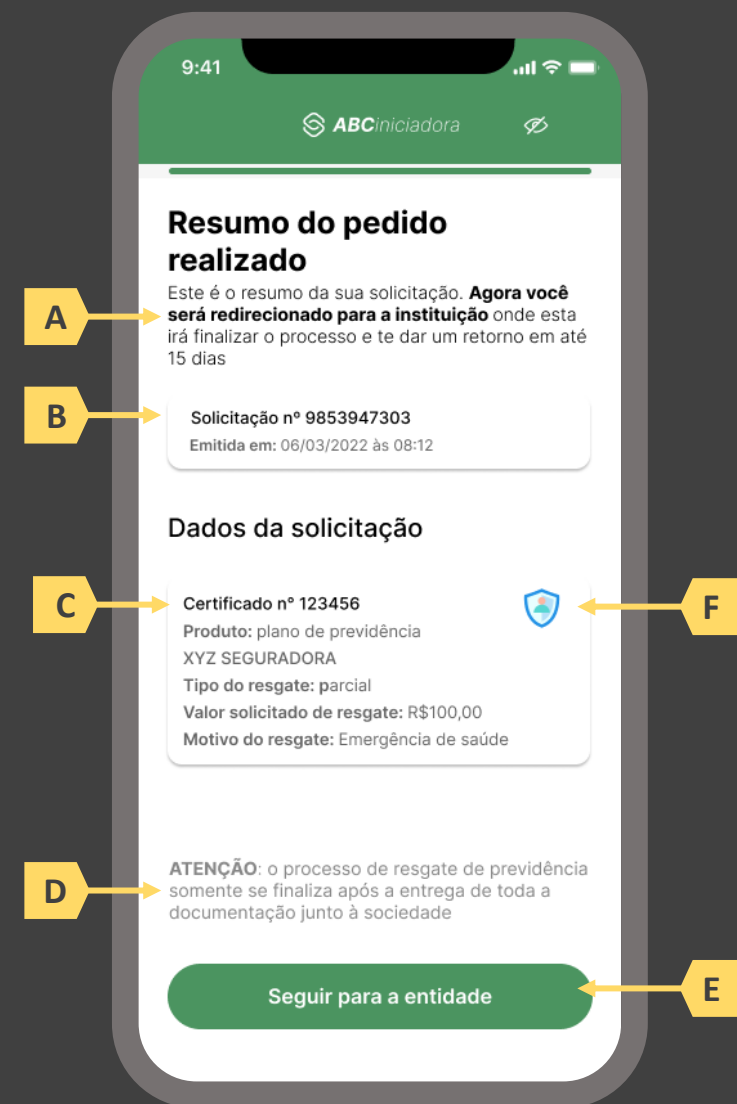 9:41
ABCiniciadora
Resumo do pedido
realizado
Este é o resumo da sua solicitação. Agora você
será redirecionado para a instituição onde esta
irá finalizar o processo e te dar um retorno em até
15 dias
A
B
Solicitação nº 9853947303
Emitida em: 06/03/2022 às 08:12
Dados da solicitação
C
F
Certificado nº 123456
Produto: plano de previdência
XYZ SEGURADORA
Tipo do resgate: parcial
Valor solicitado de resgate: R$100,00
Motivo do resgate: Emergência de saúde
D
ATENÇÃO: o processo de resgate de previdência
somente se finaliza após a entrega de toda a
documentação junto à sociedade
E
Seguir para a entidade